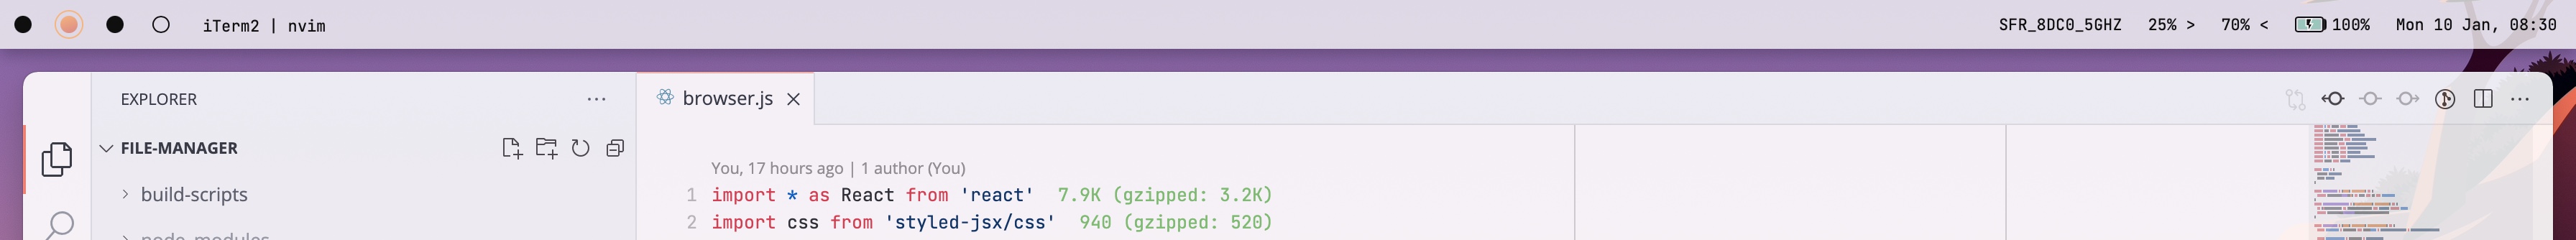 iTerm2 | nvim
SFR_8DC0_5GHZ 25% > 70% < 100% Mon 10 Jan, 08:30
EXPLORER ···
browser.js
FILE-MANAGER
You, 17 hours ago | 1 author (You)
build-scripts
1 import * as React from 'react' 7.9K (gzipped: 3.2K)
2 import css from 'styled-jsx/css' 940 (gzipped: 520)
node_modules